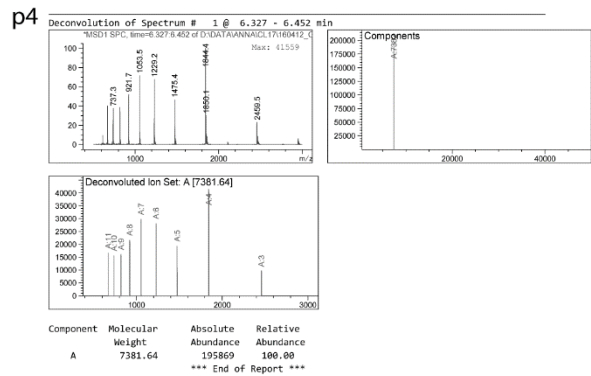 p4
Deconvolution of Spectrum # 1 @ 6.327 - 6.452 min
*MSD1 SPC, time=6.327:6.452 of D:\DATA\ANNA\CL17\160412_C
Max: 41559
100
80
60
40
20
0
737.3
921.7
1053.5
1229.2
1475.4
1844.4
1850.1
2459.5
1000
2000
m/z
Components
200000
175000
150000
125000
100000
75000
50000
25000
20000
40000
Deconvoluted Ion Set: A [7381.64]
40000
35000
30000
25000
20000
15000
10000
5000
0
A:11
A:10
A:9
A:8
A:7
A:6
A:5
A:4
A:3
1000
2000
3000
Component Molecular Absolute Relative
Weight Abundance Abundance
A 7381.64 195869 100.00
*** End of Report ***